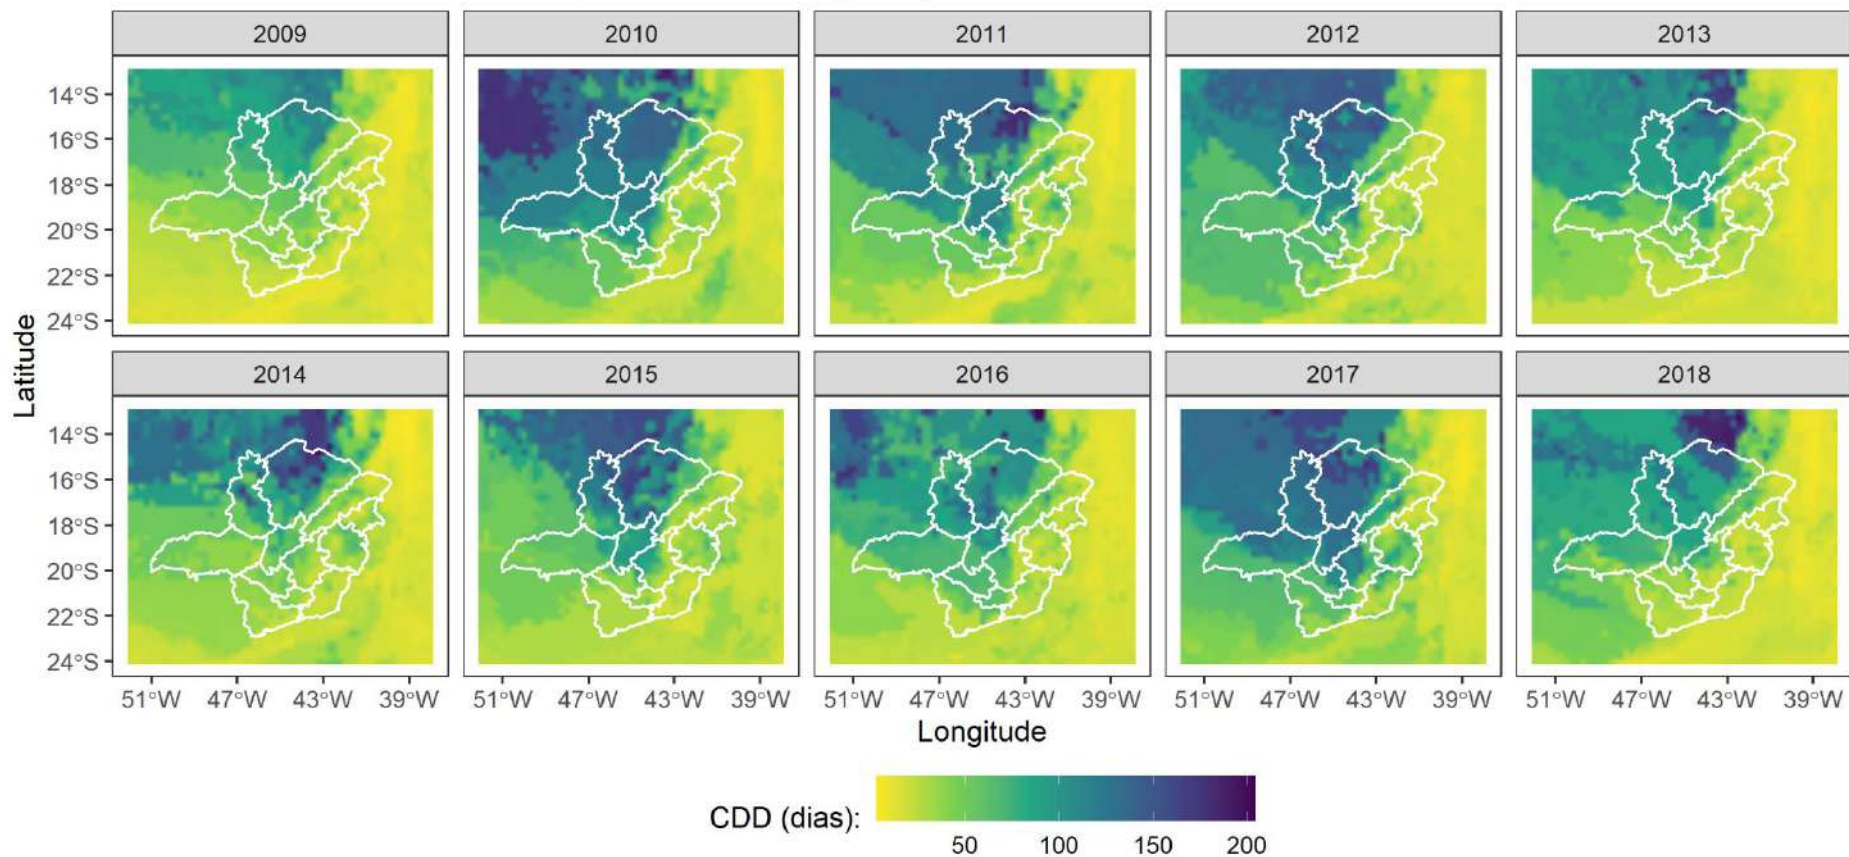 2009
2010
2011
2012
2013
14°S
16°S
18°S
20°S
22°S
24°S
2014
2015
2016
2017
2018
14°S
16°S
18°S
20°S
22°S
24°S
Latitude
51°W 47°W 43°W 39°W
51°W 47°W 43°W 39°W
51°W 47°W 43°W 39°W
51°W 47°W 43°W 39°W
51°W 47°W 43°W 39°W
Longitude
CDD (dias):
50 100 150 200